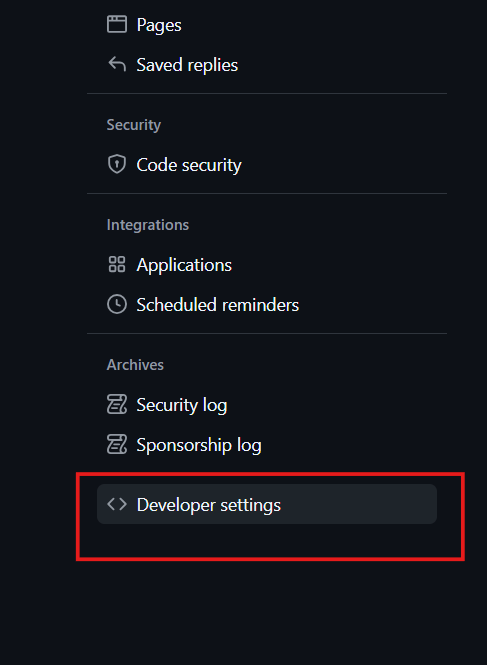 Pages
Saved replies
Security
Code security
Integrations
Applications
Scheduled reminders
Archives
Security log
Sponsorship log
Developer settings